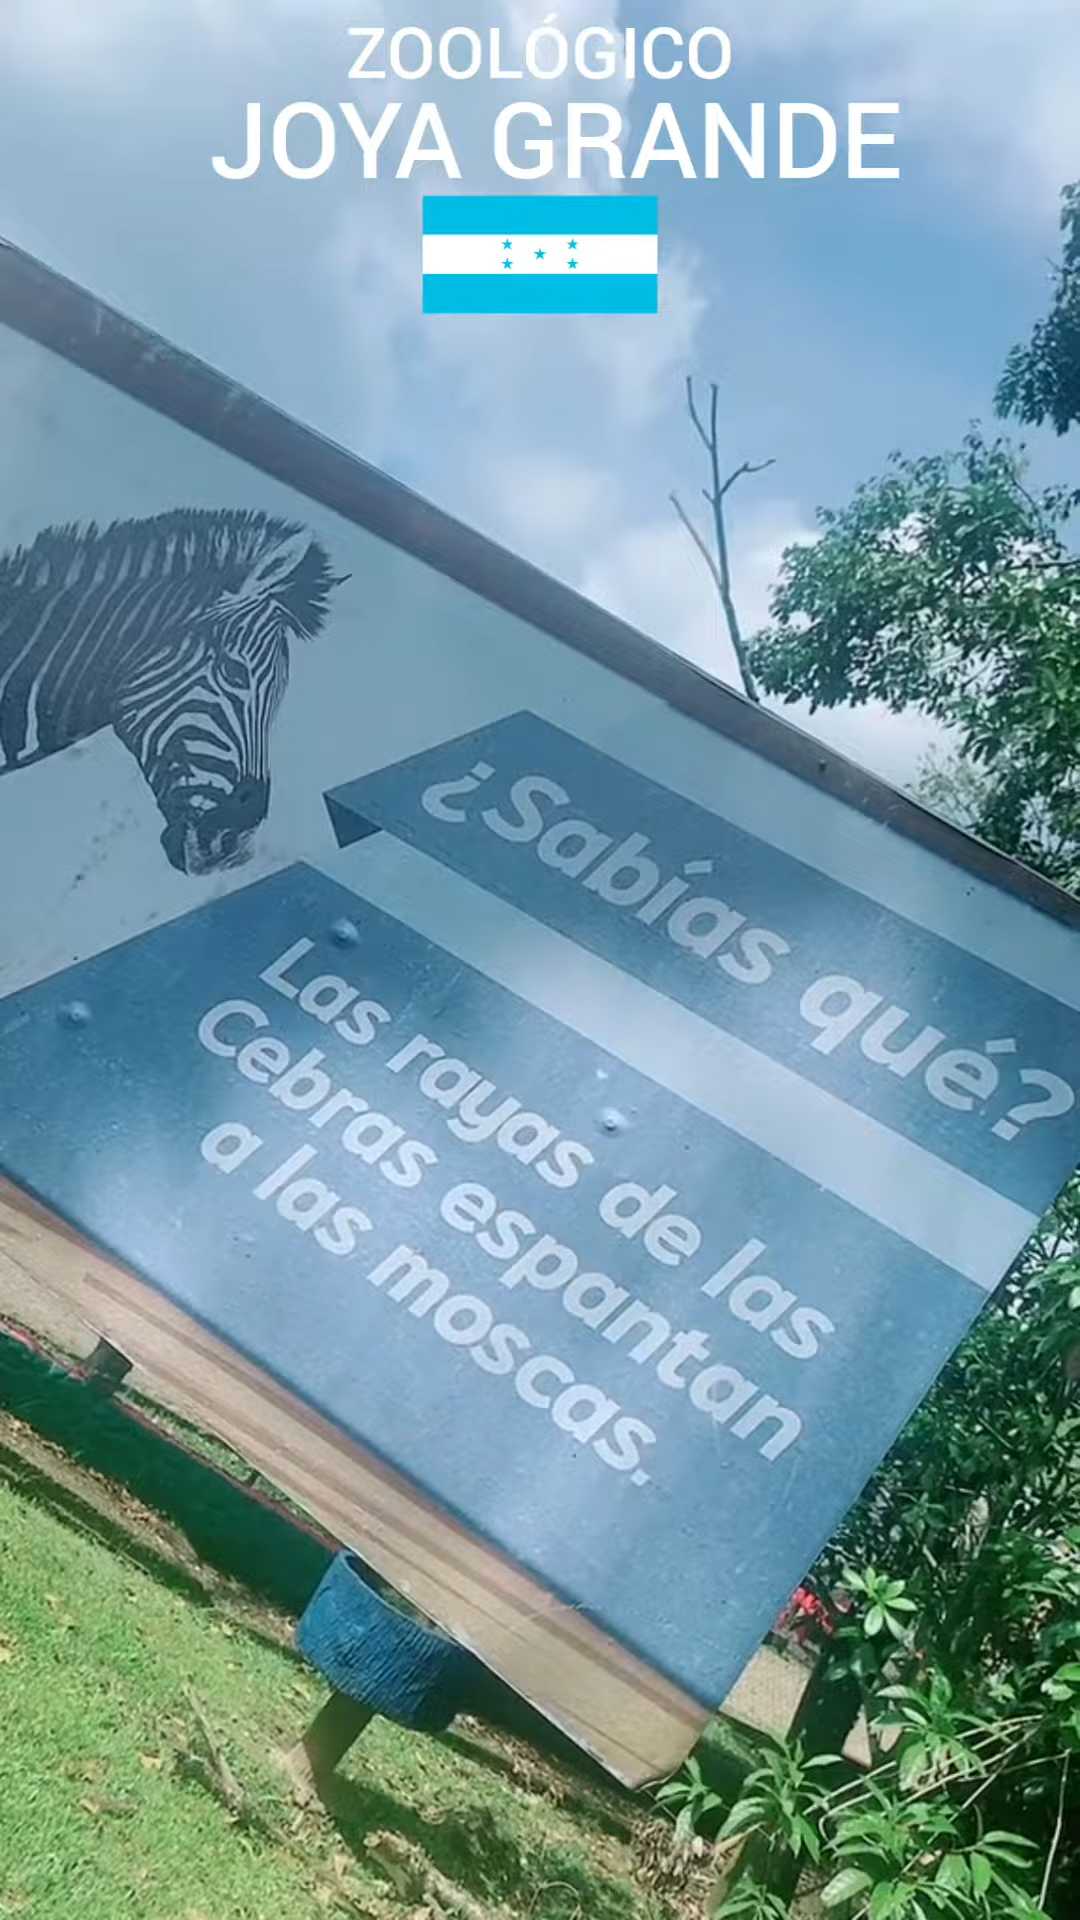 ZOOLÓGICO
JOYA GRANDE
¿Sabías qué?
Las rayas de las
Cebras espantan
a las moscas.